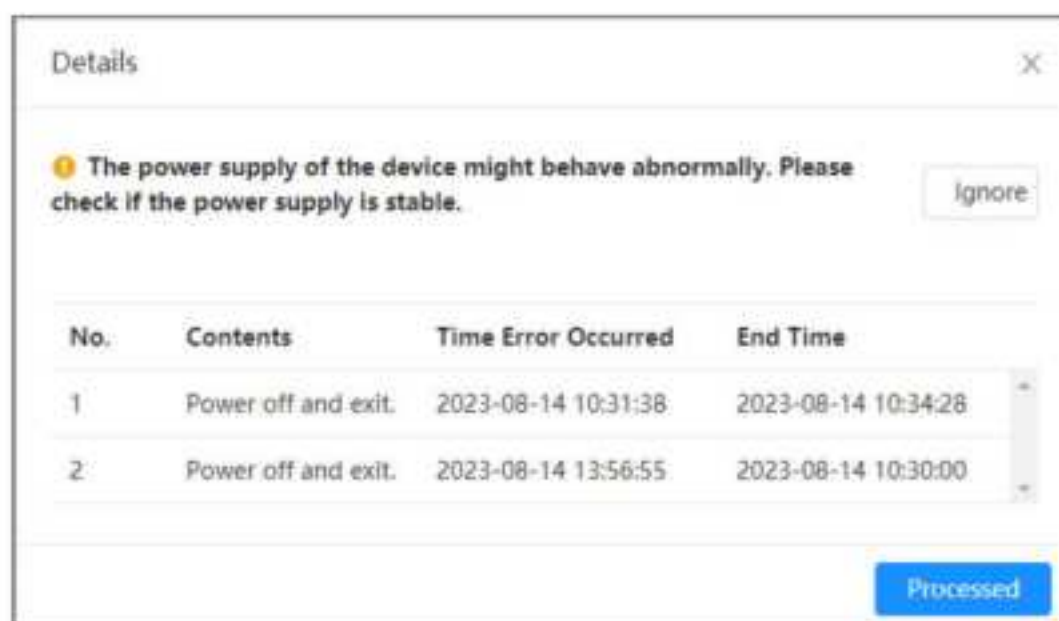 Details
The power supply of the device might behave abnormally. Please
check if the power supply is stable.
Ignore
No. Contents Time Error Occurred End Time
1 Power off and exit. 2023-08-14 10:31:38 2023-08-14 10:34:28
2 Power off and exit. 2023-08-14 13:56:55 2023-08-14 10:30:00
Processed